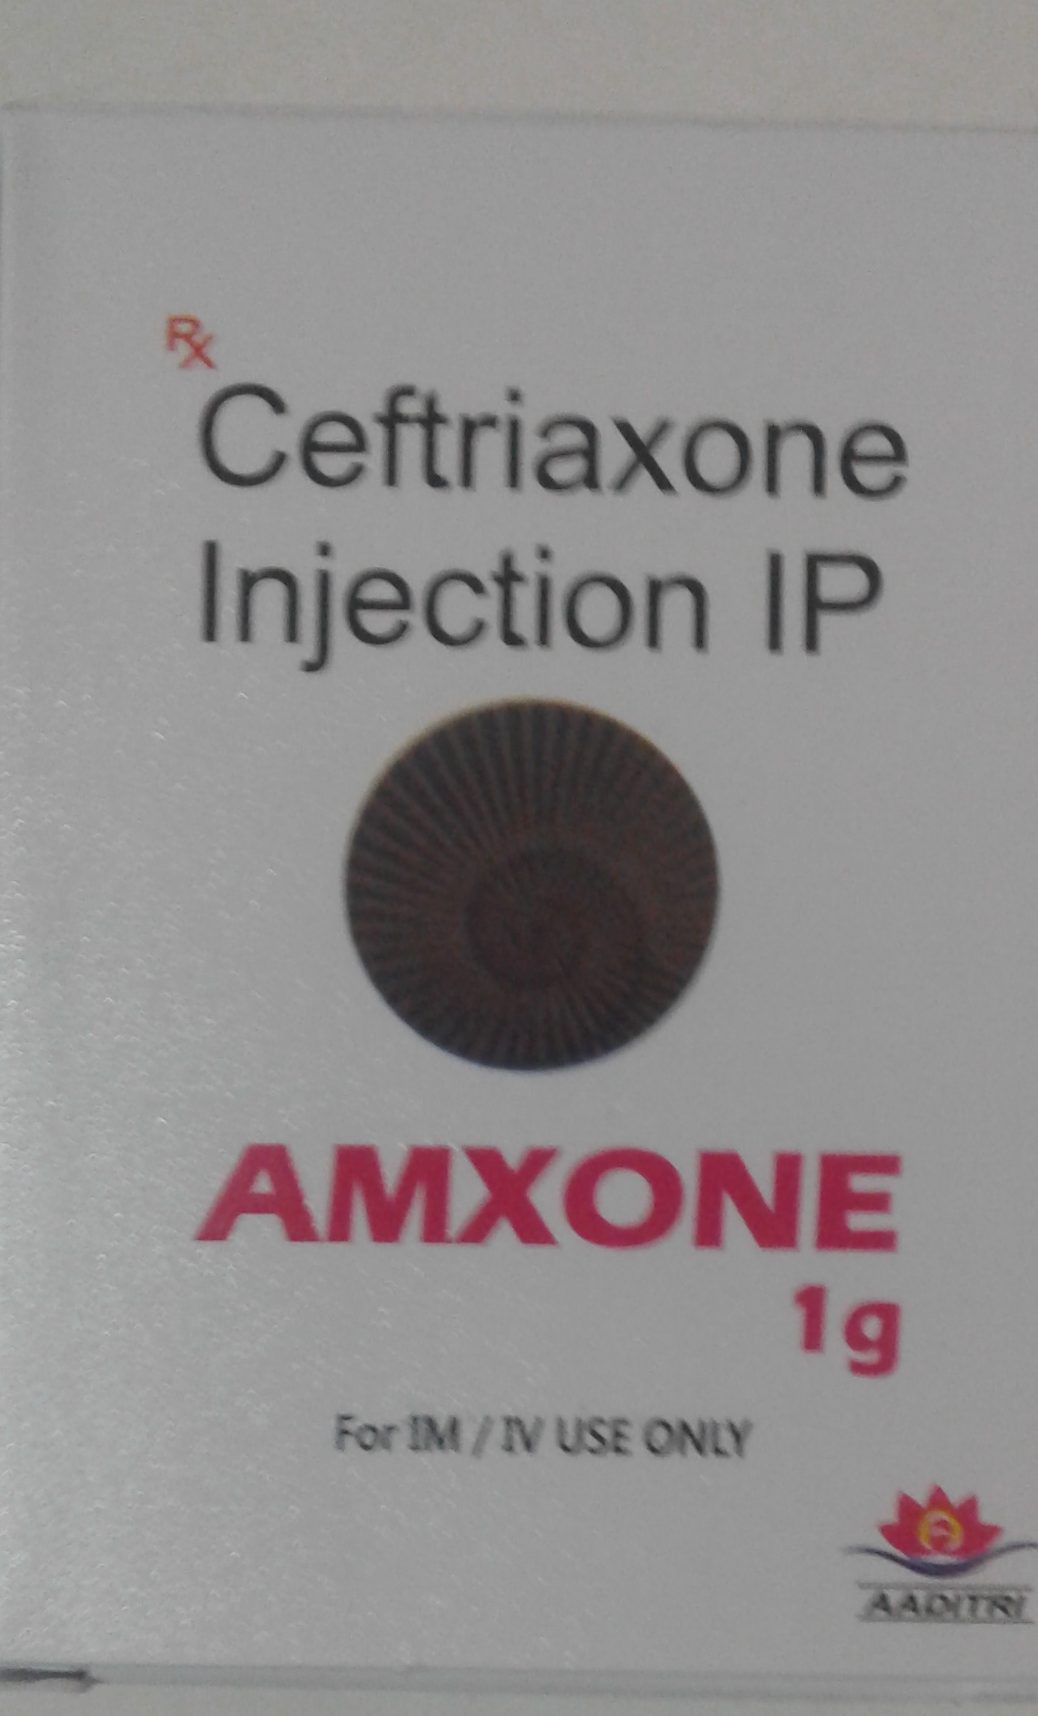 Rx
Ceftriaxone
Injection IP
AMXONE
1g
For IM / IV USE ONLY
AADITRI